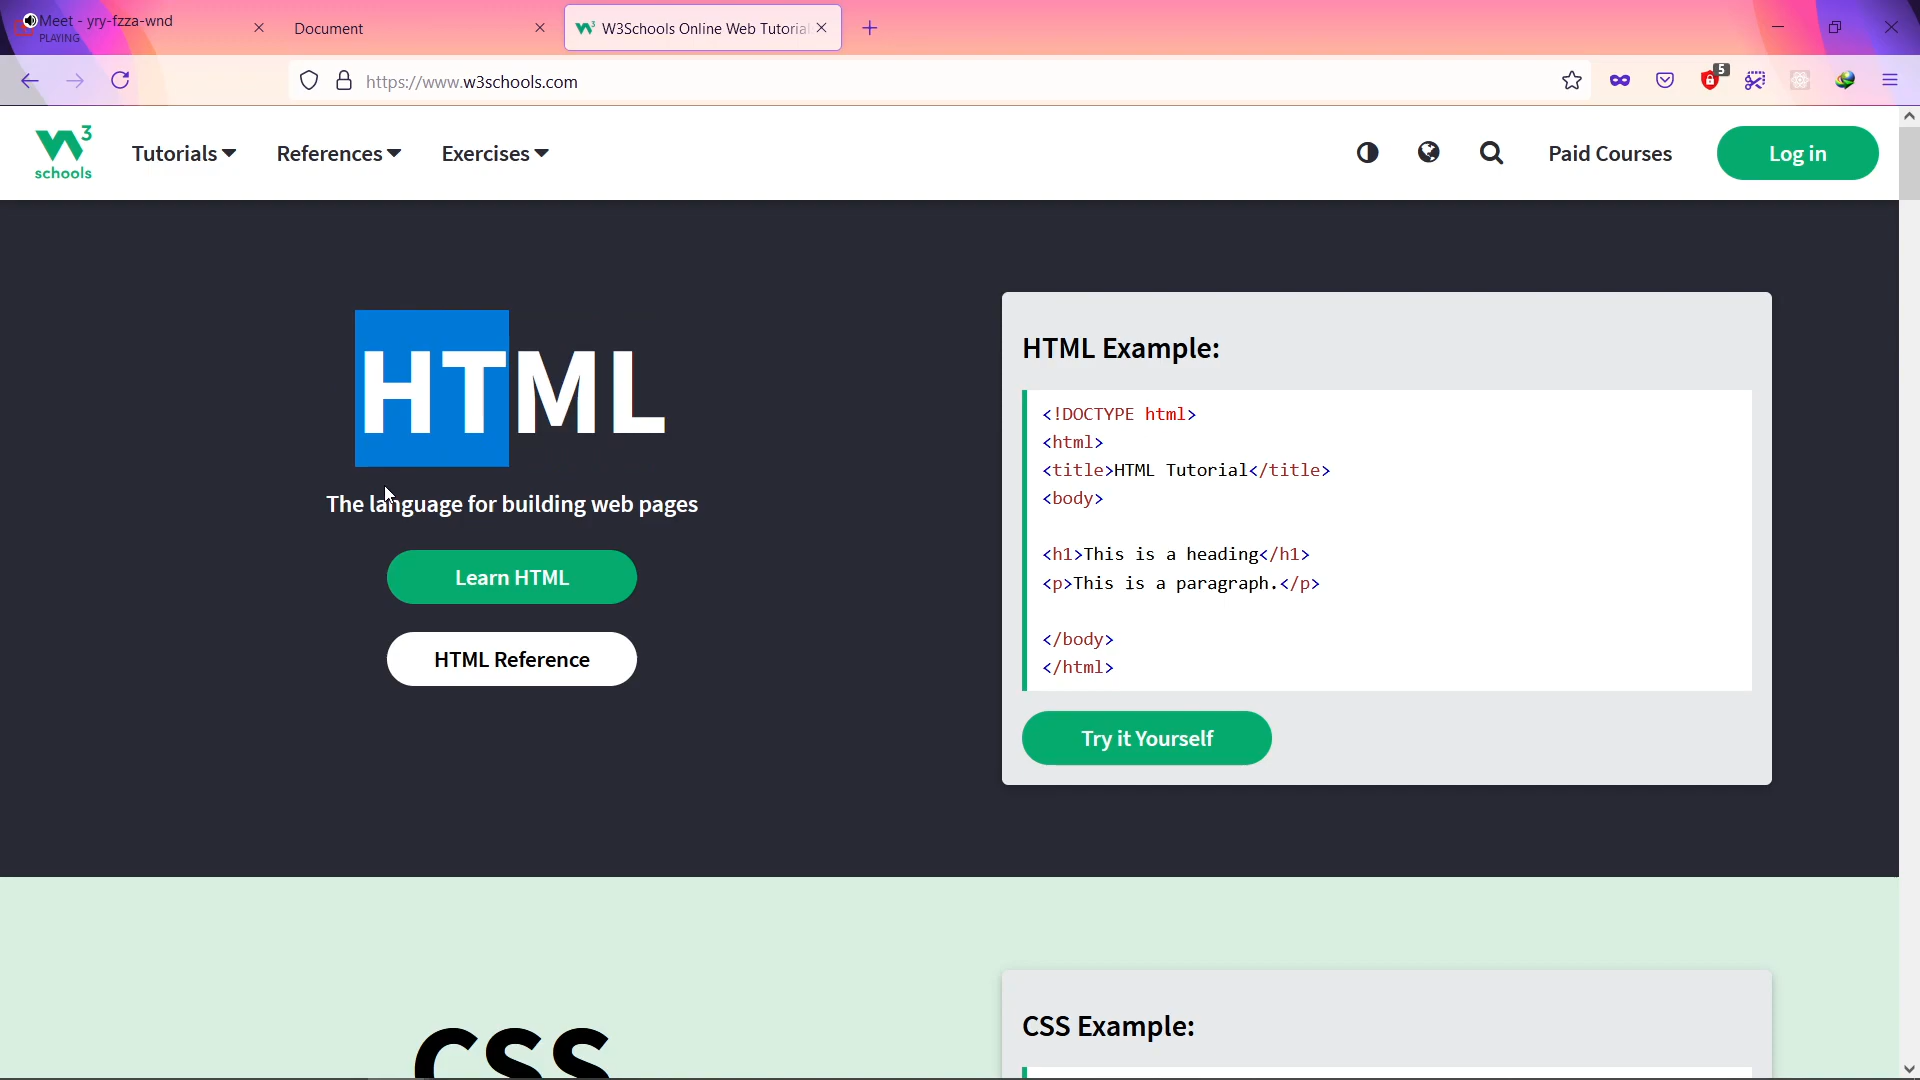 Meet - yry-fzza-wnd
PLAYING
Document
W3Schools Online Web Tutorial
https://www.w3schools.com
5
3
schools
Tutorials
References
Exercises
Paid Courses
Log in
HTML
The language for building web pages
Learn HTML
HTML Reference
HTML Example:
<!DOCTYPE html>
<html>
<title>HTML Tutorial</title>
<body>
<h1>This is a heading</h1>
<p>This is a paragraph.</p>
</body>
</html>
Try it Yourself
CSS
CSS Example: